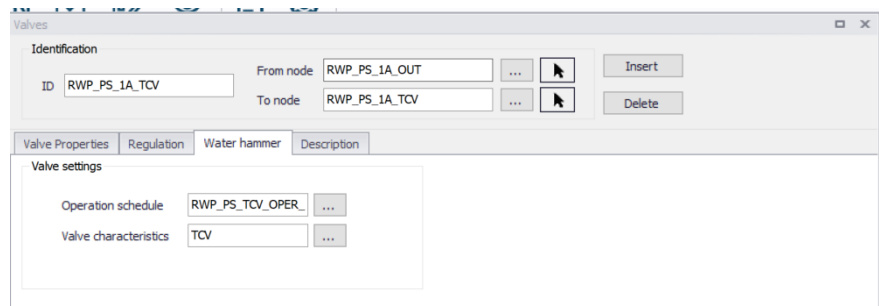 Valves
Identification
ID RWP_PS_1A_TCV
From node RWP_PS_1A_OUT ... Insert
To node RWP_PS_1A_TCV ... Delete
Valve Properties Regulation Water hammer Description
Valve settings
Operation schedule RWP_PS_TCV_OPER_ ...
Valve characteristics TCV ...